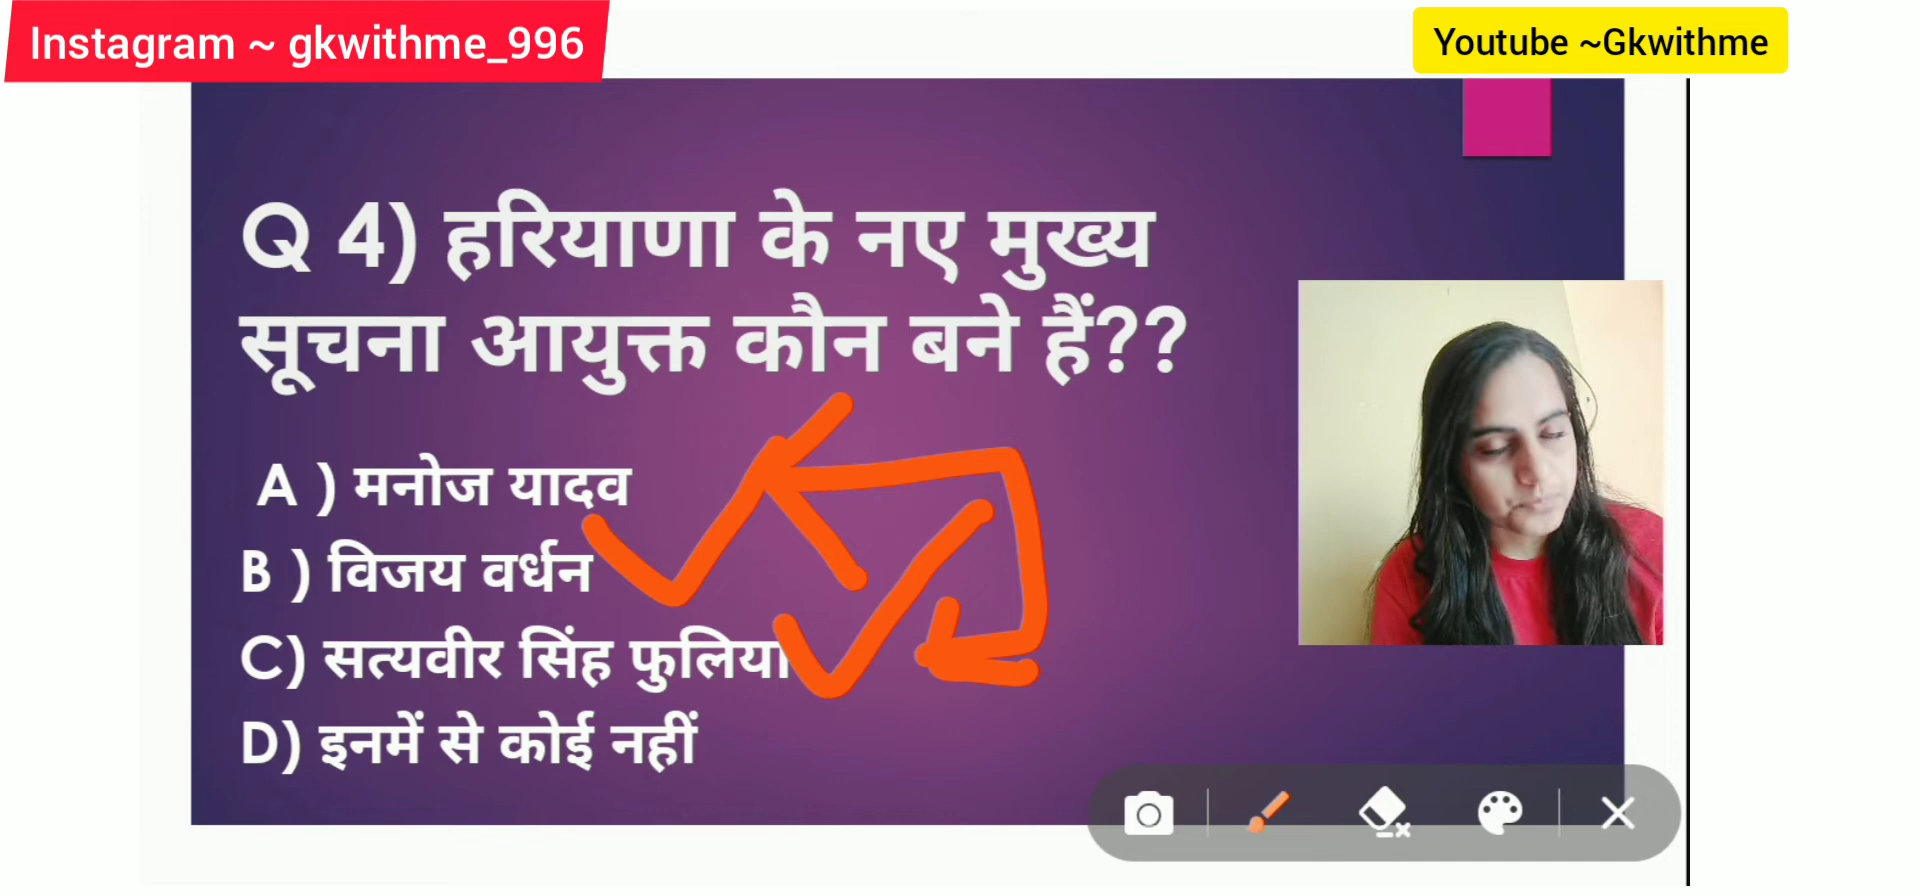 Instagram ~ gkwithme_996
Youtube ~Gkwithme
Q 4) हरियाणा के नए मुख्य
सूचना आयुक्त कौन बने हैं??
A ) मनोज यादव
B ) विजय वर्धन
C) सत्यवीर सिंह फुलिया
D) इनमें से कोई नहीं